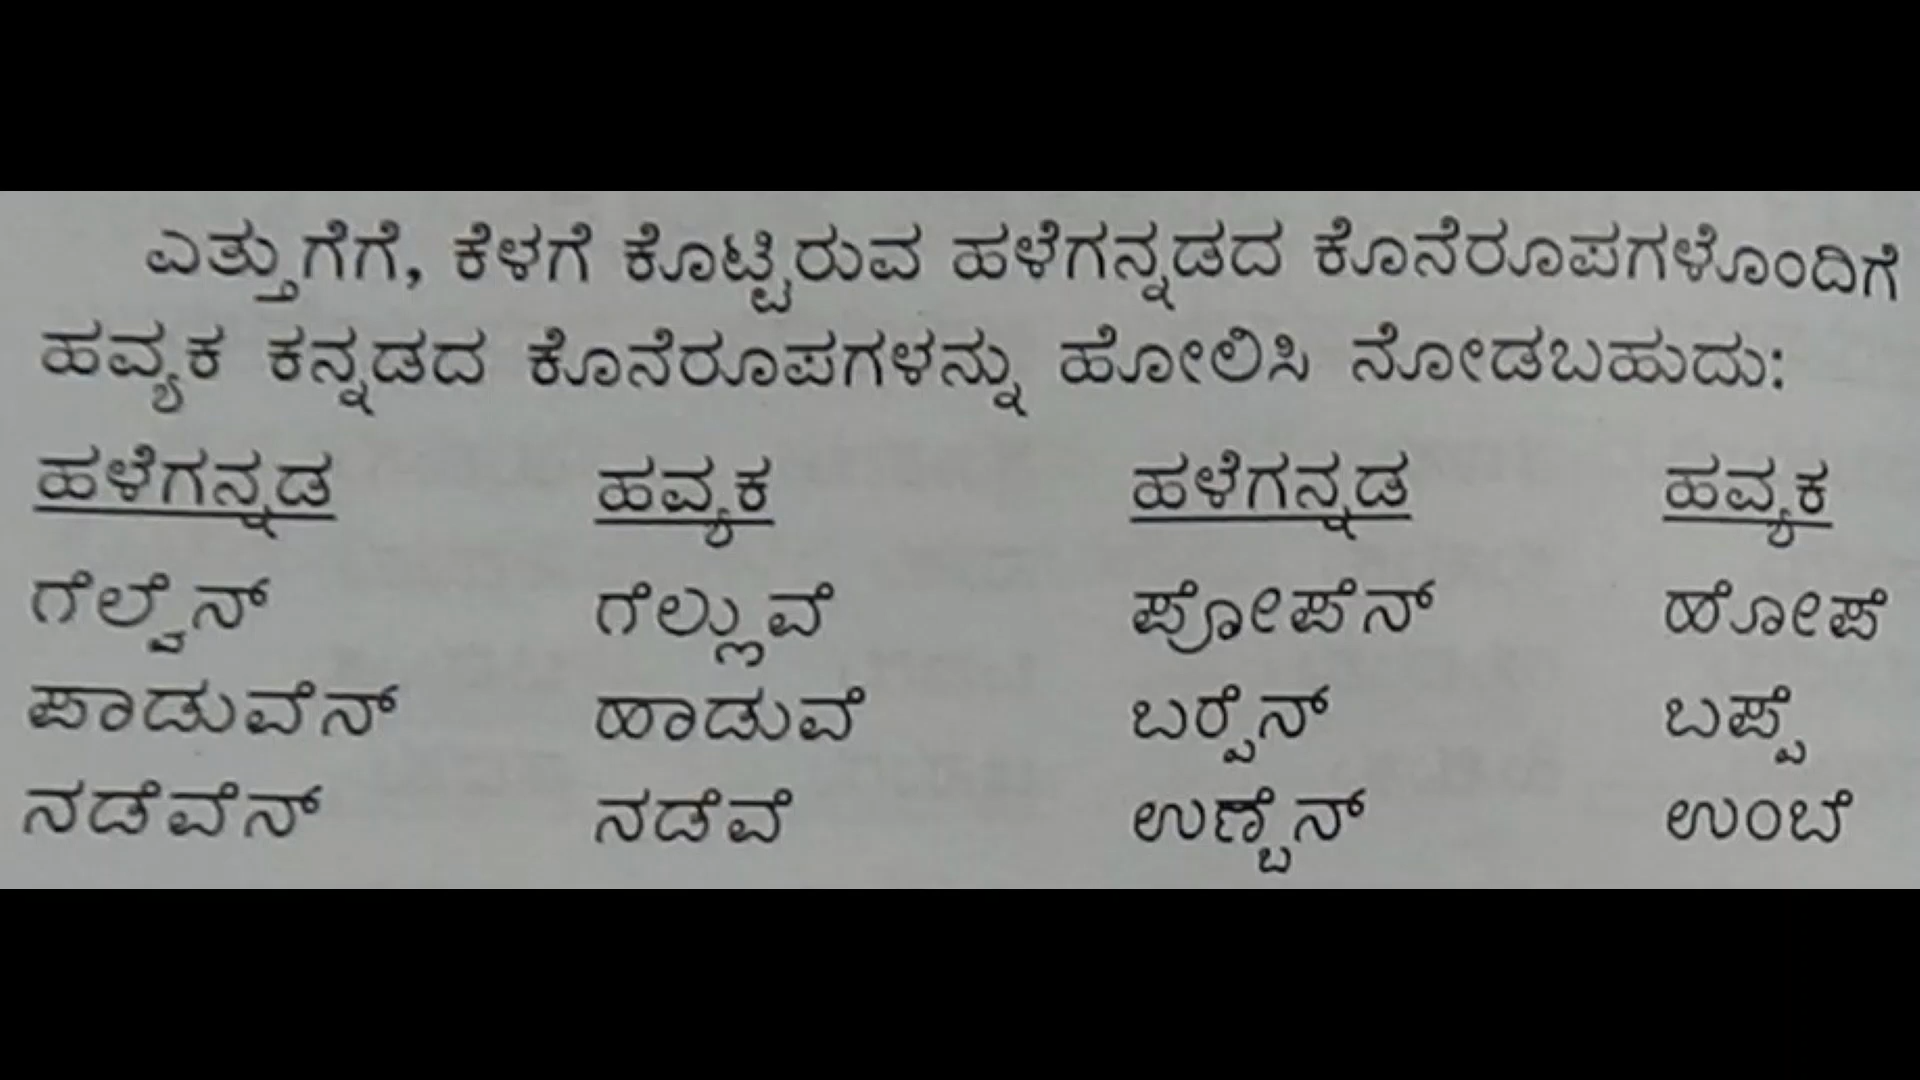 ಎತ್ತುಗೆಗೆ, ಕೆಳಗೆ ಕೊಟ್ಟಿರುವ ಹಳೆಗನ್ನಡದ ಕೊನೆರೂಪಗಳೊಂದಿಗೆ
ಹವ್ಯಕ ಕನ್ನಡದ ಕೊನೆರೂಪಗಳನ್ನು ಹೋಲಿಸಿ ನೋಡಬಹುದು:
ಹಳೆಗನ್ನಡ ಹವ್ಯಕ ಹಳೆಗನ್ನಡ ಹವ್ಯಕ
ಗೆಲ್ವೆನ್ ಗೆಲ್ಲುವೆ ಪೋಪೆನ್ ಹೋಪೆ
ಪಾಡುವೆನ್ ಹಾಡುವೆ ಬರ‍್ಪೆನ್ ಬಪ್ಪೆ
ನಡೆವೆನ್ ನಡೆವೆ ಉಣ್ಬೆನ್ ಉಂಬೆ